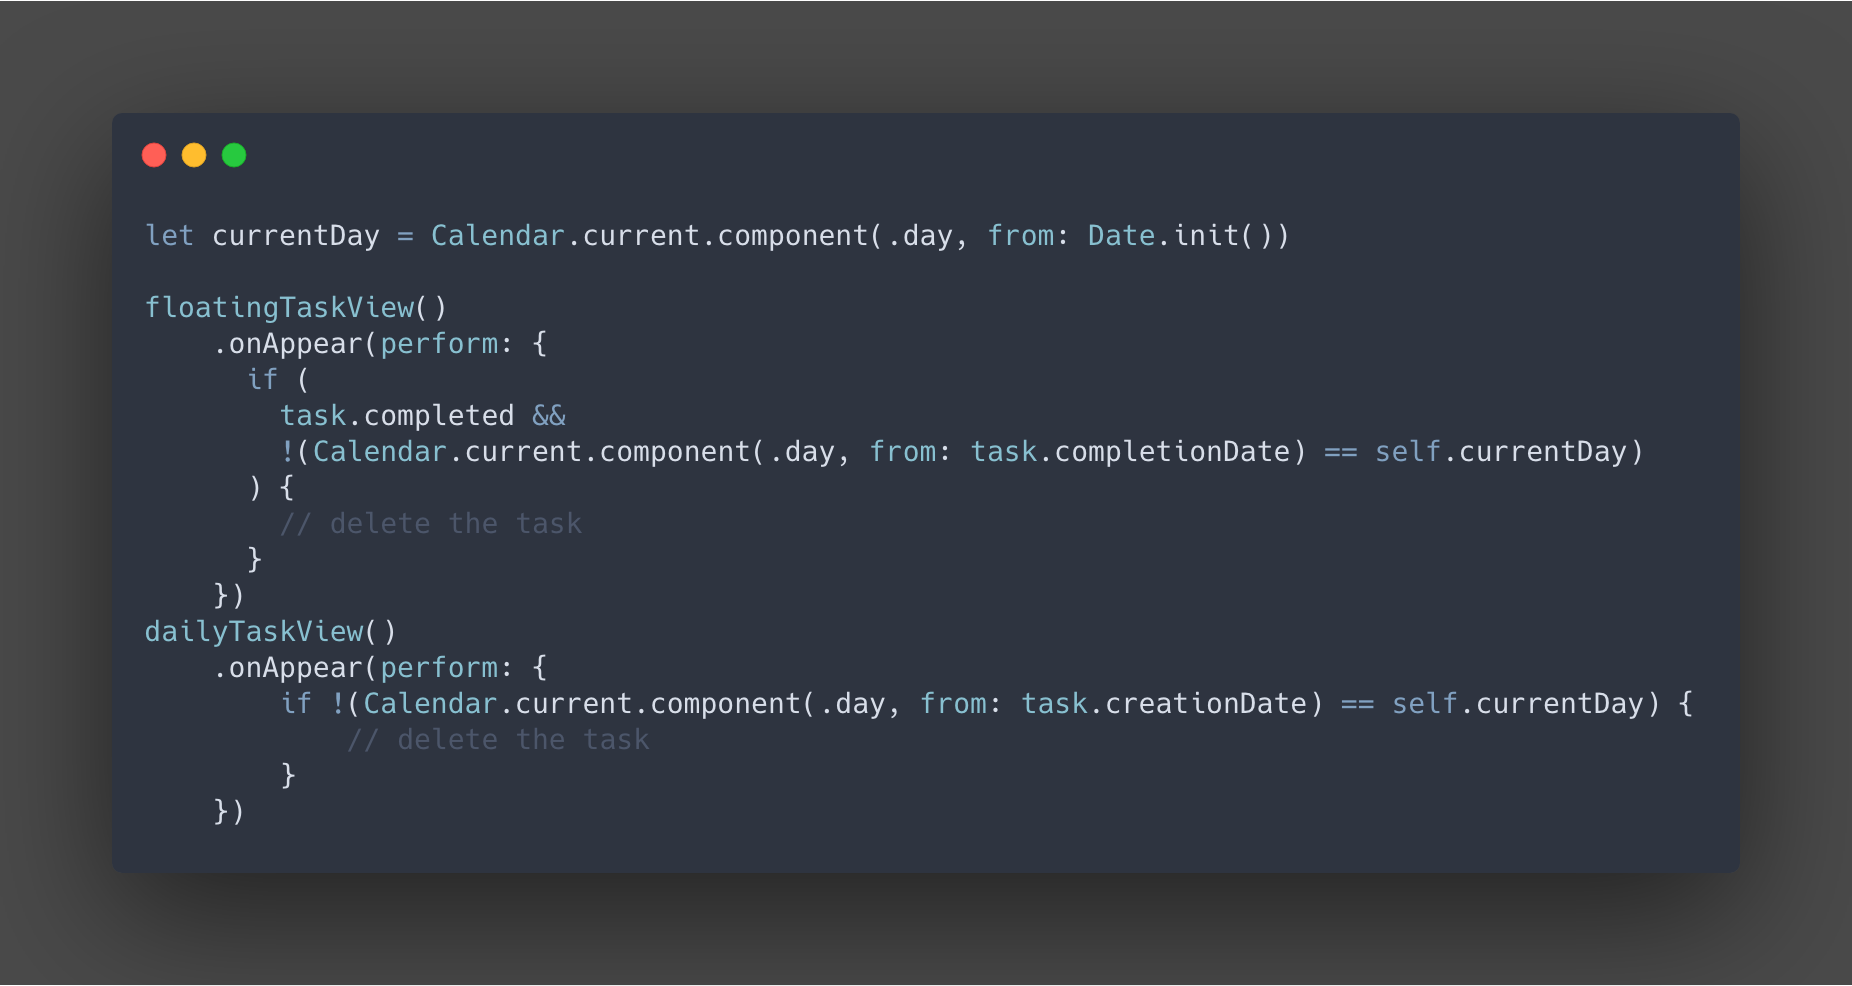 let currentDay = Calendar.current.component(.day, from: Date.init())
floatingTaskView()
.onAppear(perform: {
if (
task.completed &&
!(Calendar.current.component(.day, from: task.completionDate) == self.currentDay)
) {
// delete the task
}
})
dailyTaskView()
.onAppear(perform: {
if !(Calendar.current.component(.day, from: task.creationDate) == self.currentDay) {
// delete the task
}
})